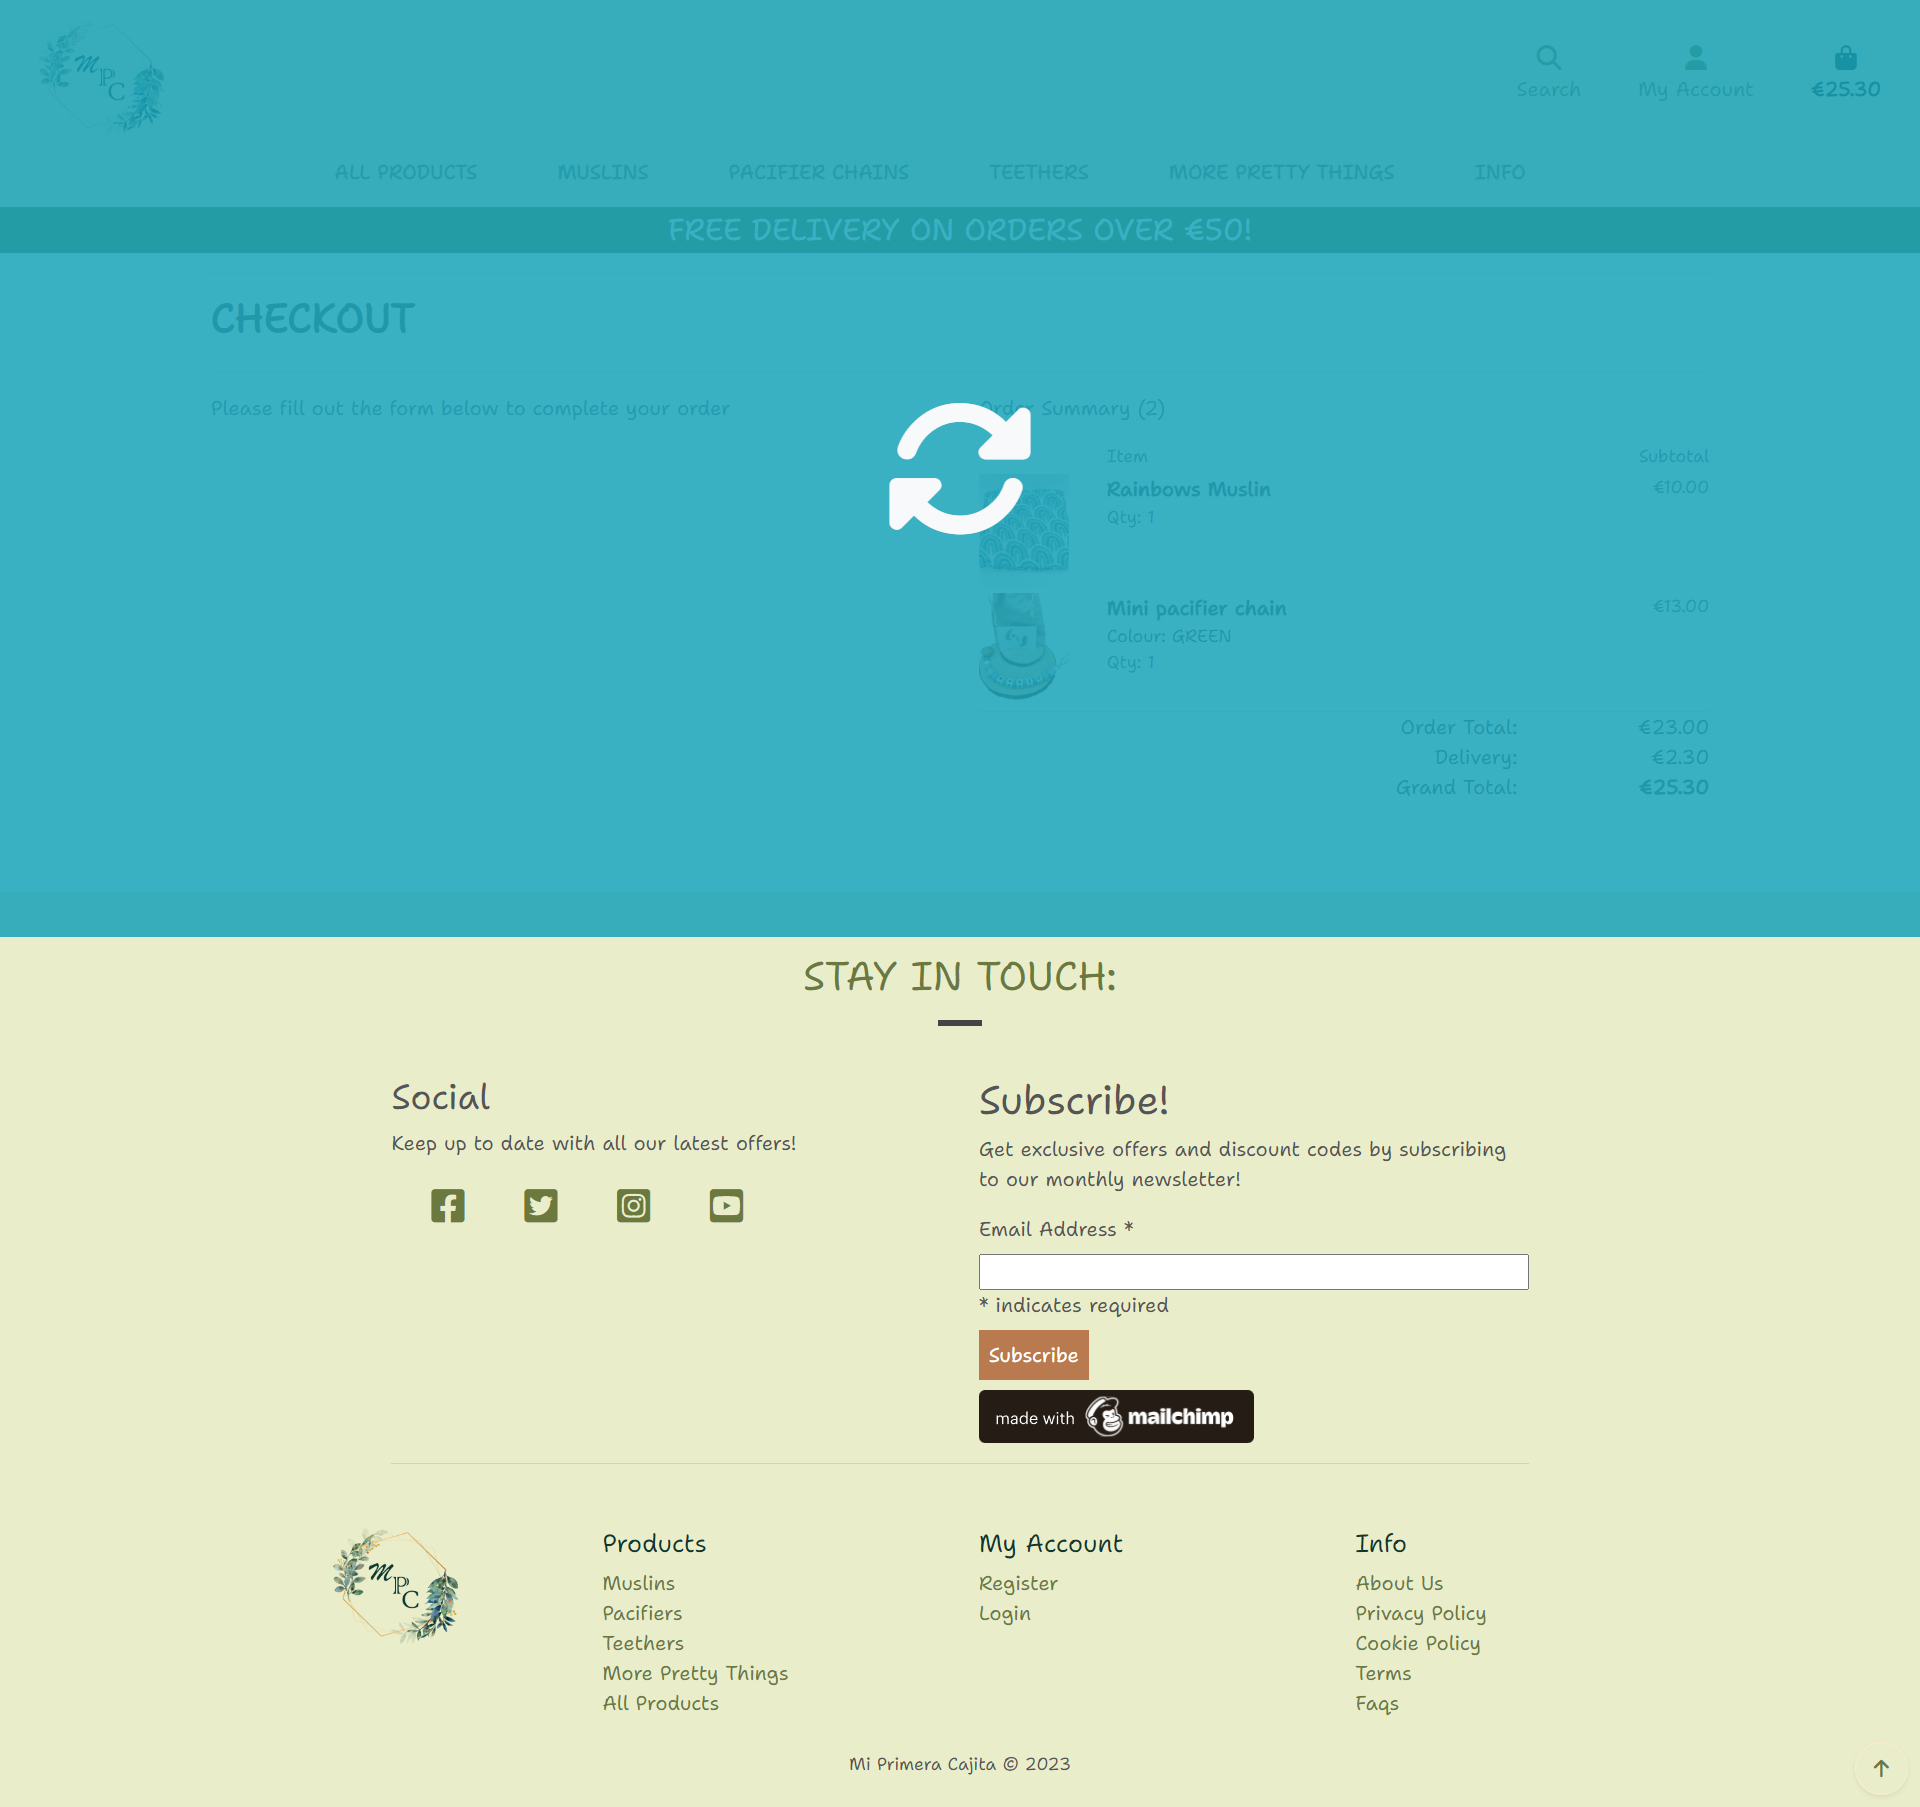 M
P
C
Search
My Account
€25.30
ALL PRODUCTS
MUSLINS
PACIFIER CHAINS
TEETHERS
MORE PRETTY THINGS
INFO
FREE DELIVERY ON ORDERS OVER €50!
CHECKOUT
Please fill out the form below to complete your order
Order Summary (2)
Item
Subtotal
Rainbows Muslin
€10.00
Qty: 1
Mini pacifier chain
€13.00
Colour: GREEN
Qty: 1
Order Total:
€23.00
Delivery:
€2.30
Grand Total:
€25.30
STAY IN TOUCH:
Social
Keep up to date with all our latest offers!
Subscribe!
Get exclusive offers and discount codes by subscribing
to our monthly newsletter!
Email Address *
* indicates required
Subscribe
made with mailchimp
M
P
C
Products
Muslins
Pacifiers
Teethers
More Pretty Things
All Products
My Account
Register
Login
Info
About Us
Privacy Policy
Cookie Policy
Terms
Faqs
Mi Primera Cajita © 2023